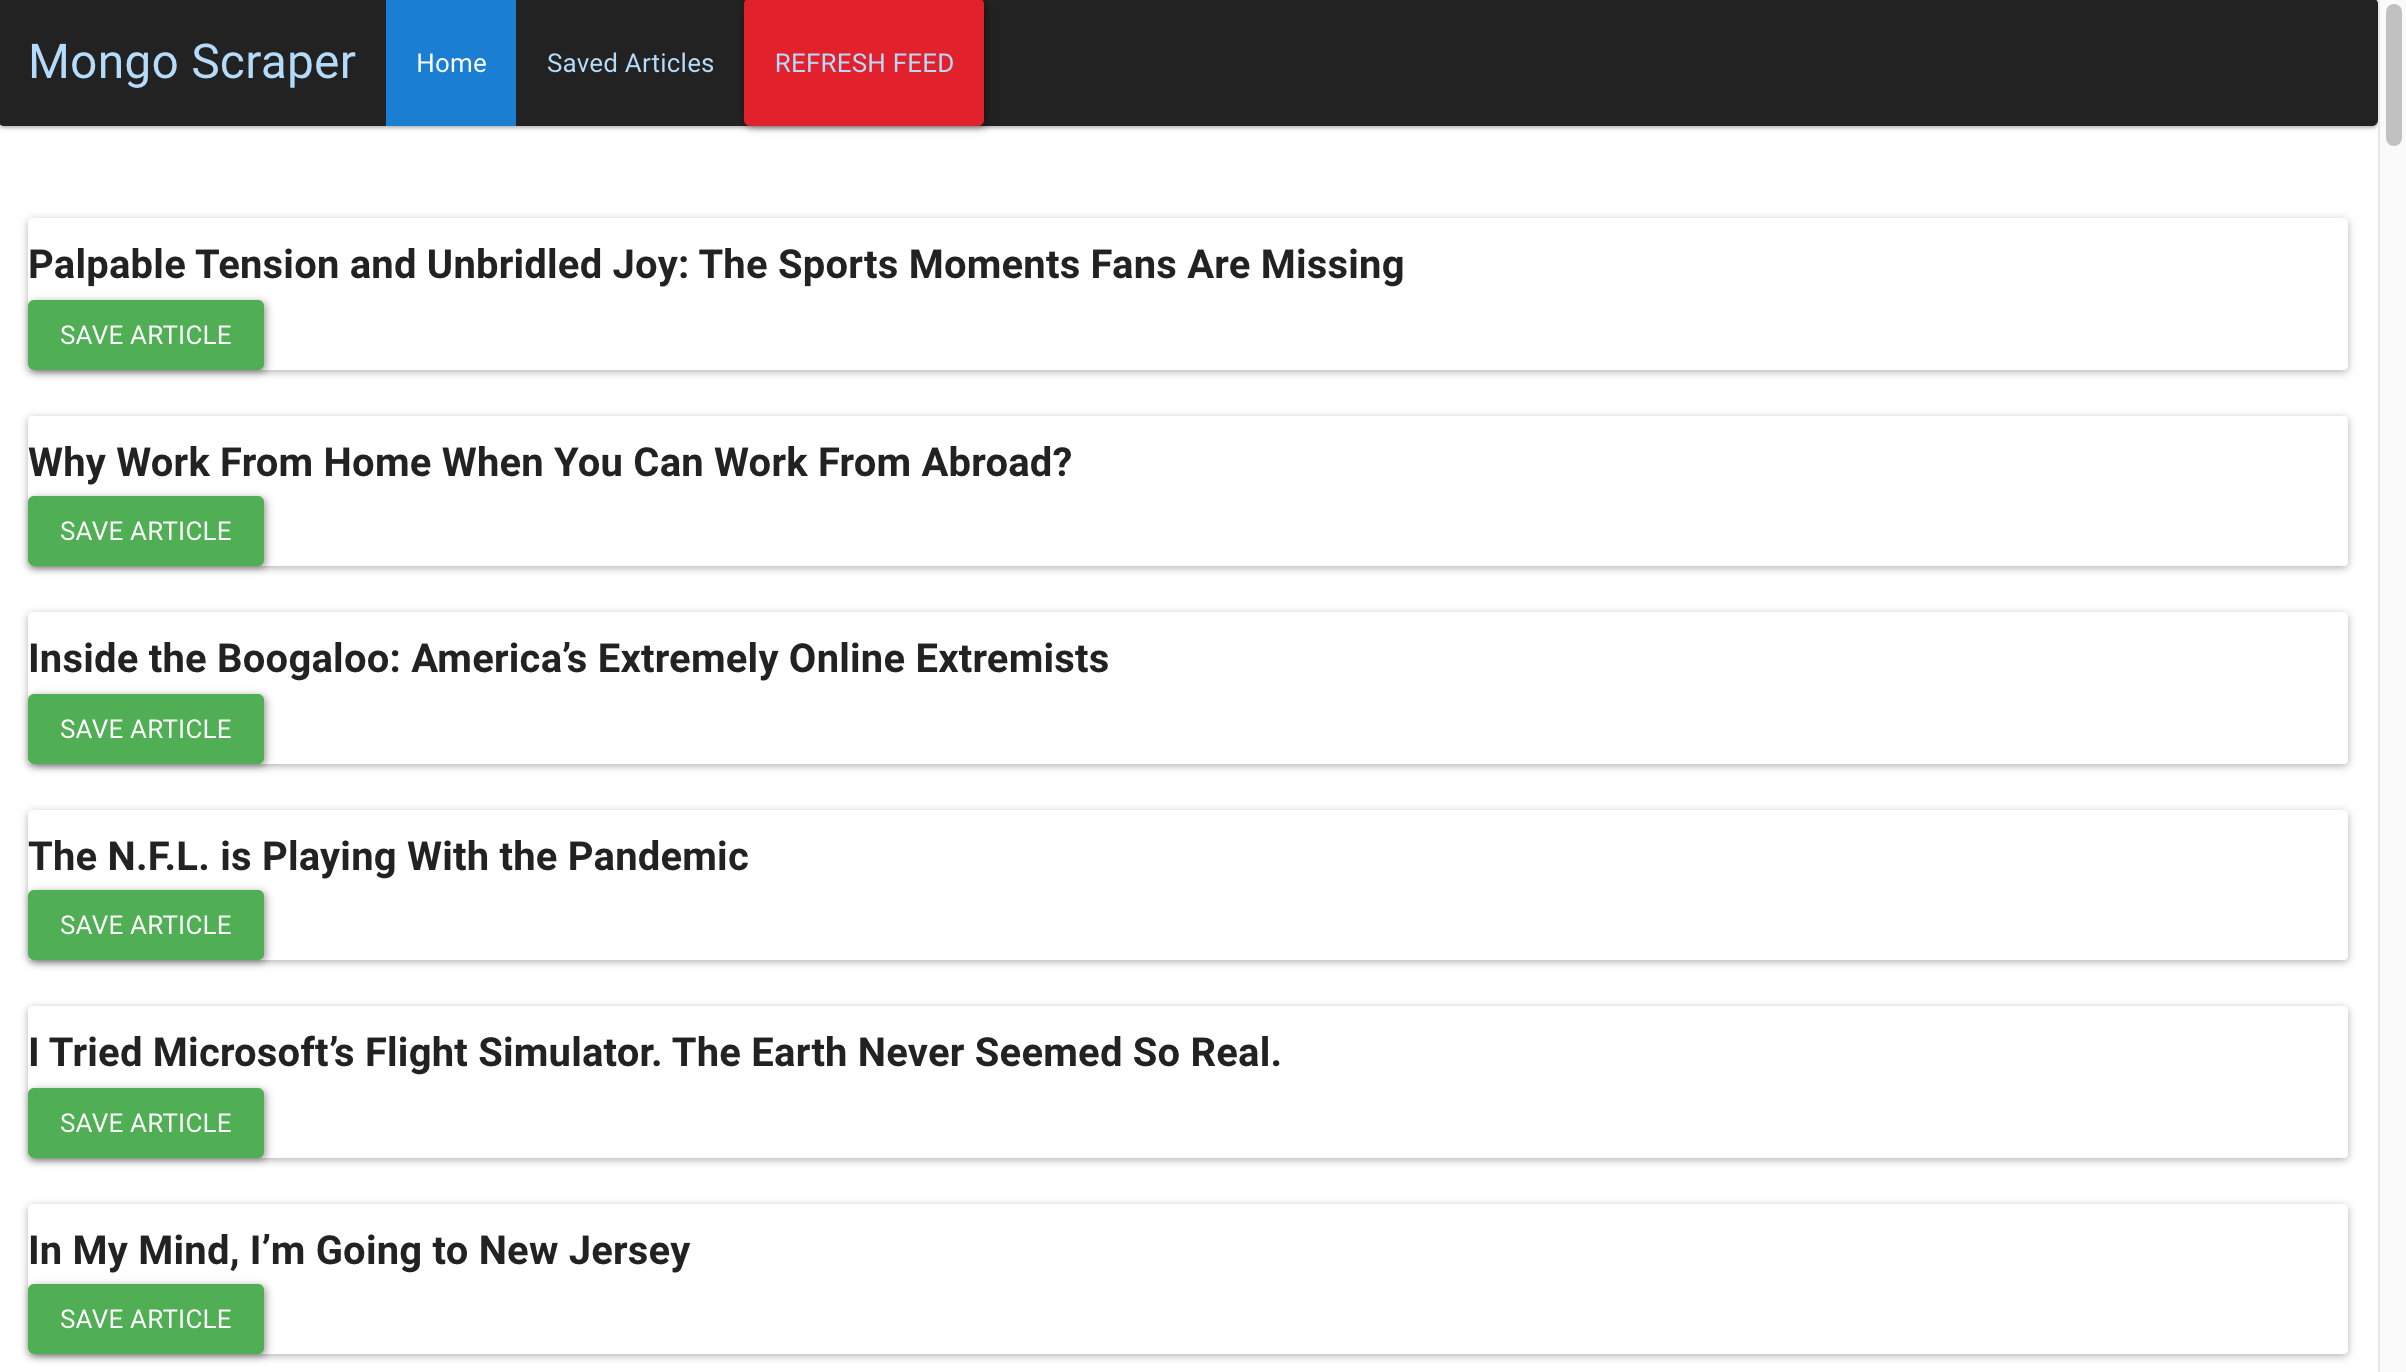 Mongo Scraper Home Saved Articles REFRESH FEED
Palpable Tension and Unbridled Joy: The Sports Moments Fans Are Missing
SAVE ARTICLE
Why Work From Home When You Can Work From Abroad?
SAVE ARTICLE
Inside the Boogaloo: America’s Extremely Online Extremists
SAVE ARTICLE
The N.F.L. is Playing With the Pandemic
SAVE ARTICLE
I Tried Microsoft’s Flight Simulator. The Earth Never Seemed So Real.
SAVE ARTICLE
In My Mind, I’m Going to New Jersey
SAVE ARTICLE